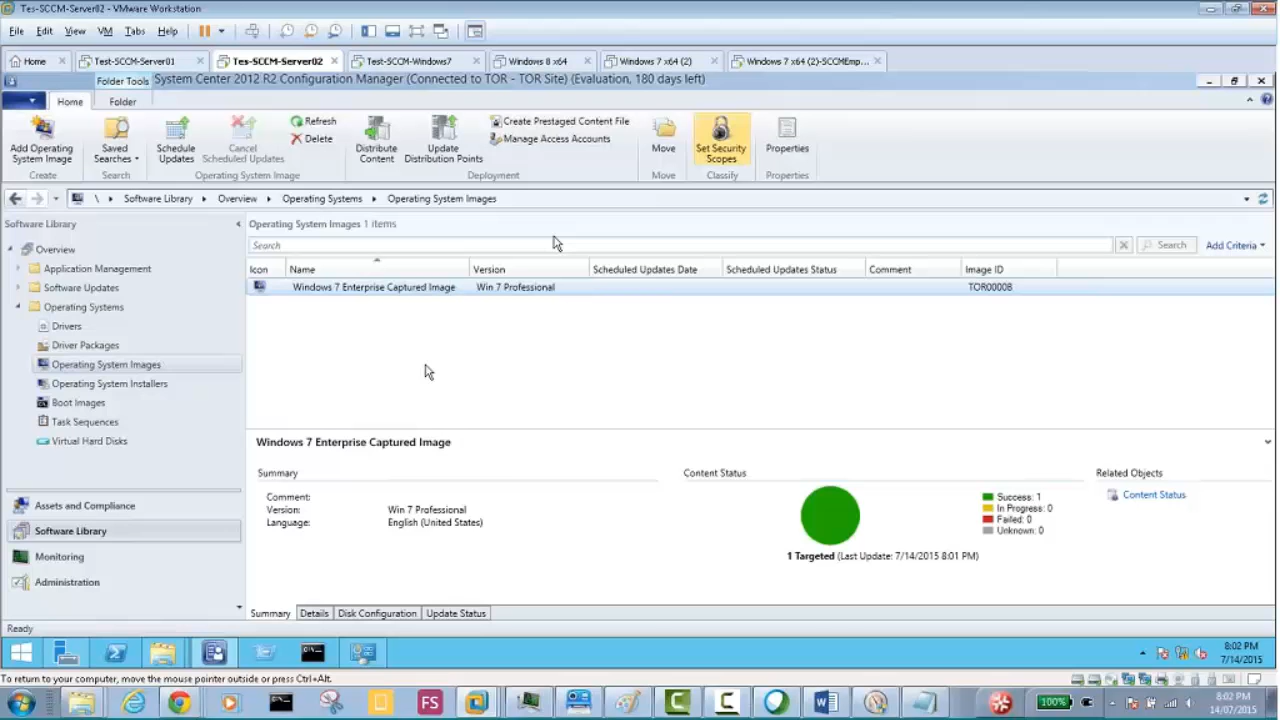 Tes-SCCM-Server02 - VMware Workstation
File Edit View VM Tabs Help
Home Test-SCCM-Server01 Tes-SCCM-Server02 Test-SCCM-Windows7 Windows 8 x64 Windows 7 x64 (2) Windows 7 x64 (2)-SCCMEmp...
Folder Tools System Center 2012 R2 Configuration Manager (Connected to TOR - TOR Site) (Evaluation, 180 days left)
Home Folder
Add Operating System Image
Create
Saved Searches
Search
Schedule Updates
Cancel Scheduled Updates
Refresh
Delete
Operating System Image
Distribute Content
Update Distribution Points
Create Prestaged Content File
Manage Access Accounts
Deployment
Move
Move
Set Security Scopes
Classify
Properties
Properties
\ Software Library Overview Operating Systems Operating System Images
Software Library
Overview
Application Management
Software Updates
Operating Systems
Drivers
Driver Packages
Operating System Images
Operating System Installers
Boot Images
Task Sequences
Virtual Hard Disks
Assets and Compliance
Software Library
Monitoring
Administration
Operating System Images 1 items
Search Search Add Criteria
Icon Name Version Scheduled Updates Date Scheduled Updates Status Comment Image ID
Windows 7 Enterprise Captured Image Win 7 Professional TOR0000B
Windows 7 Enterprise Captured Image
Summary
Comment:
Version: Win 7 Professional
Language: English (United States)
Content Status
Success: 1
In Progress: 0
Failed: 0
Unknown: 0
1 Targeted (Last Update: 7/14/2015 8:01 PM)
Related Objects
Content Status
Summary Details Disk Configuration Update Status
Ready
8:02 PM
7/14/2015
To return to your computer, move the mouse pointer outside or press Ctrl+Alt.
FS
100%
8:02 PM
14/07/2015